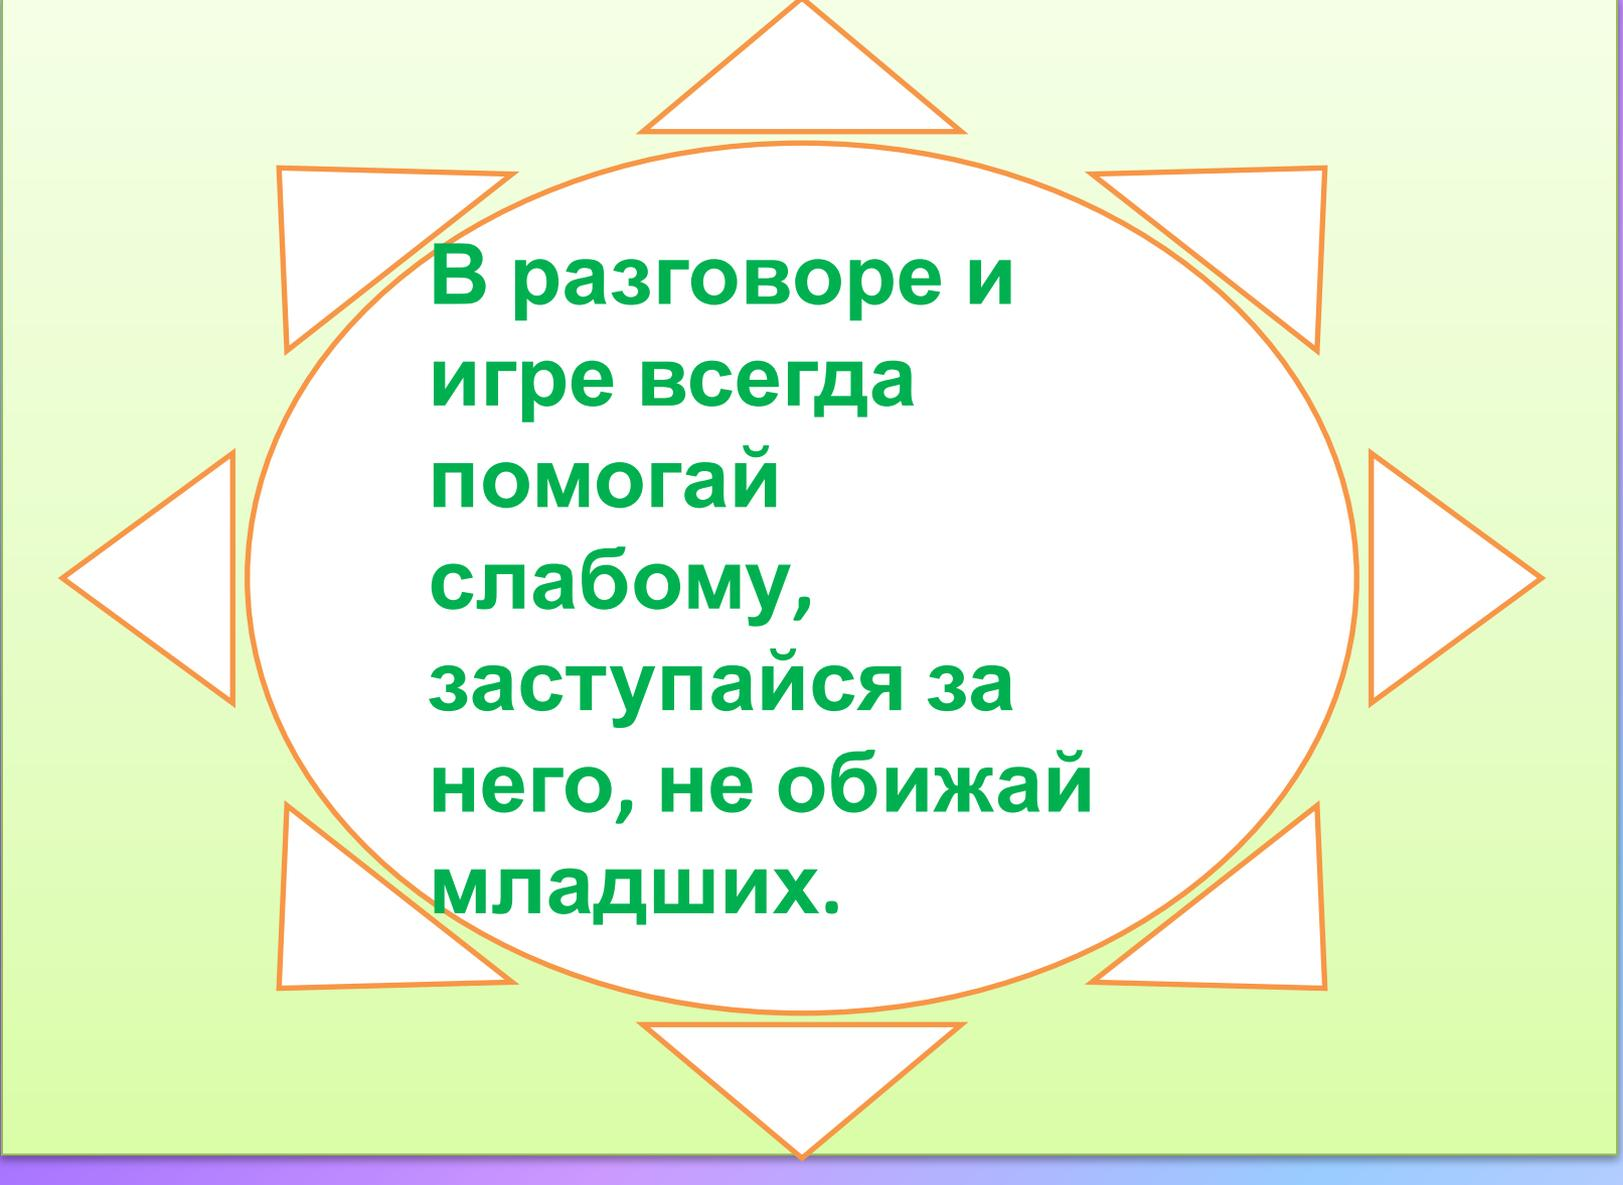 В разговоре и
игре всегда
помогай
слабому,
заступайся за
него, не обижай
младших.